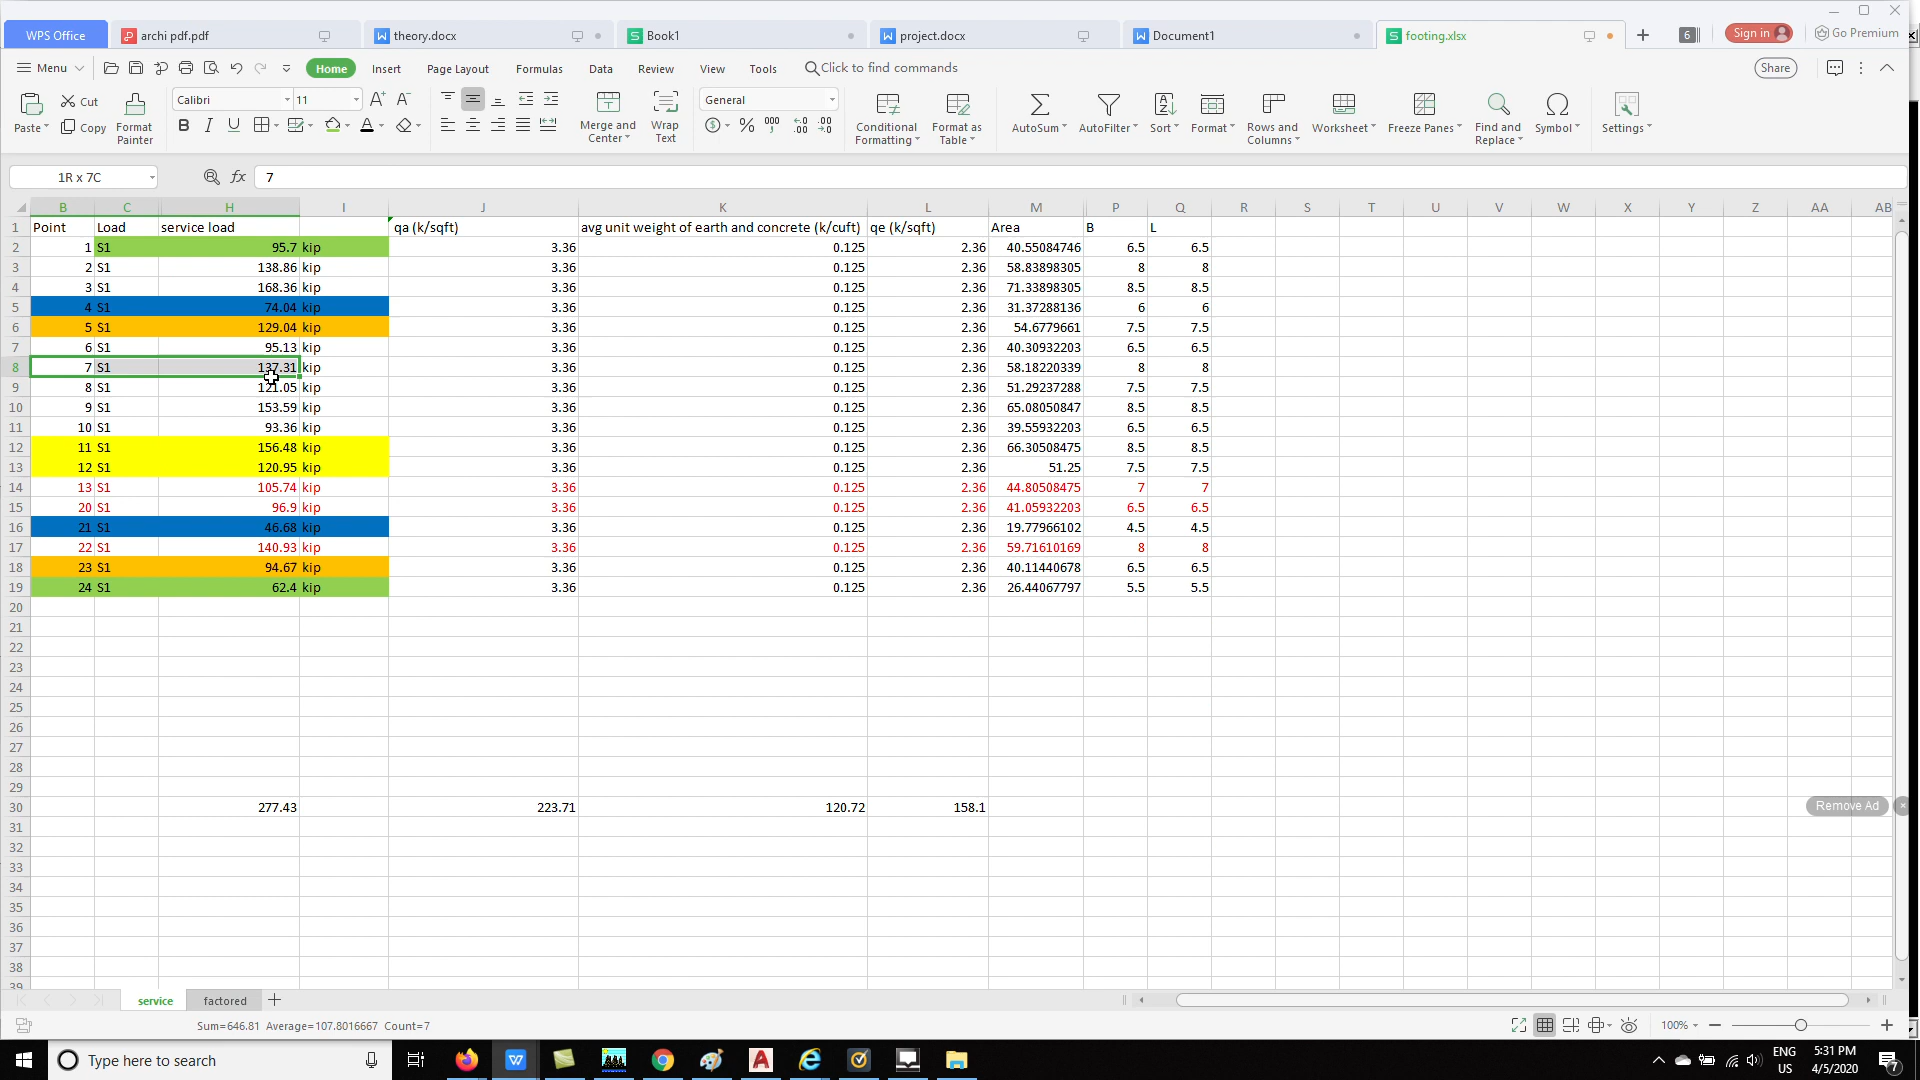 WPS Office archi pdf.pdf theory.docx Book1 project.docx Document1 footing.xlsx + 6 Sign in Go Premium
Menu Home Insert Page Layout Formulas Data Review View Tools Click to find commands Share
Paste Cut Copy Format Painter Calibri 11 A+ A- B I U A Merge and Center Wrap Text General $ % 000 Conditional Formatting Format as Table AutoSum AutoFilter Sort Format Rows and Columns Worksheet Freeze Panes Find and Replace Symbol Settings
1R x 7C fx 7
B C H I J K L M P Q R S T U V W X Y Z AA AB
1 Point Load service load qa (k/sqft) avg unit weight of earth and concrete (k/cuft) qe (k/sqft) Area B L
2 1 S1 95.7 kip 3.36 0.125 2.36 40.55084746 6.5 6.5
3 2 S1 138.86 kip 3.36 0.125 2.36 58.83898305 8 8
4 3 S1 168.36 kip 3.36 0.125 2.36 71.33898305 8.5 8.5
5 4 S1 74.04 kip 3.36 0.125 2.36 31.37288136 6 6
6 5 S1 129.04 kip 3.36 0.125 2.36 54.6779661 7.5 7.5
7 6 S1 95.13 kip 3.36 0.125 2.36 40.30932203 6.5 6.5
8 7 S1 137.31 kip 3.36 0.125 2.36 58.18220339 8 8
9 8 S1 121.05 kip 3.36 0.125 2.36 51.29237288 7.5 7.5
10 9 S1 153.59 kip 3.36 0.125 2.36 65.08050847 8.5 8.5
11 10 S1 93.36 kip 3.36 0.125 2.36 39.55932203 6.5 6.5
12 11 S1 156.48 kip 3.36 0.125 2.36 66.30508475 8.5 8.5
13 12 S1 120.95 kip 3.36 0.125 2.36 51.25 7.5 7.5
14 13 S1 105.74 kip 3.36 0.125 2.36 44.80508475 7 7
15 20 S1 96.9 kip 3.36 0.125 2.36 41.05932203 6.5 6.5
16 21 S1 46.68 kip 3.36 0.125 2.36 19.77966102 4.5 4.5
17 22 S1 140.93 kip 3.36 0.125 2.36 59.71610169 8 8
18 23 S1 94.67 kip 3.36 0.125 2.36 40.11440678 6.5 6.5
19 24 S1 62.4 kip 3.36 0.125 2.36 26.44067797 5.5 5.5
20
21
22
23
24
25
26
27
28
29
30 277.43 223.71 120.72 158.1 Remove Ad
31
32
33
34
35
36
37
38
39
service factored +
Sum=646.81 Average=107.8016667 Count=7 100%
Type here to search ENG US 5:31 PM 4/5/2020 7